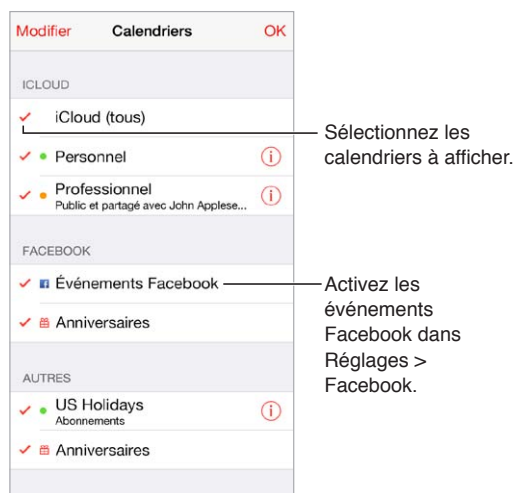 Modifier Calendriers OK
ICLOUD
iCloud (tous)
Personnel
Professionnel
Public et partagé avec John Applese...
Sélectionnez les
calendriers à afficher.
FACEBOOK
Événements Facebook
Anniversaires
Activez les
événements
Facebook dans
Réglages >
Facebook.
AUTRES
US Holidays
Abonnements
Anniversaires